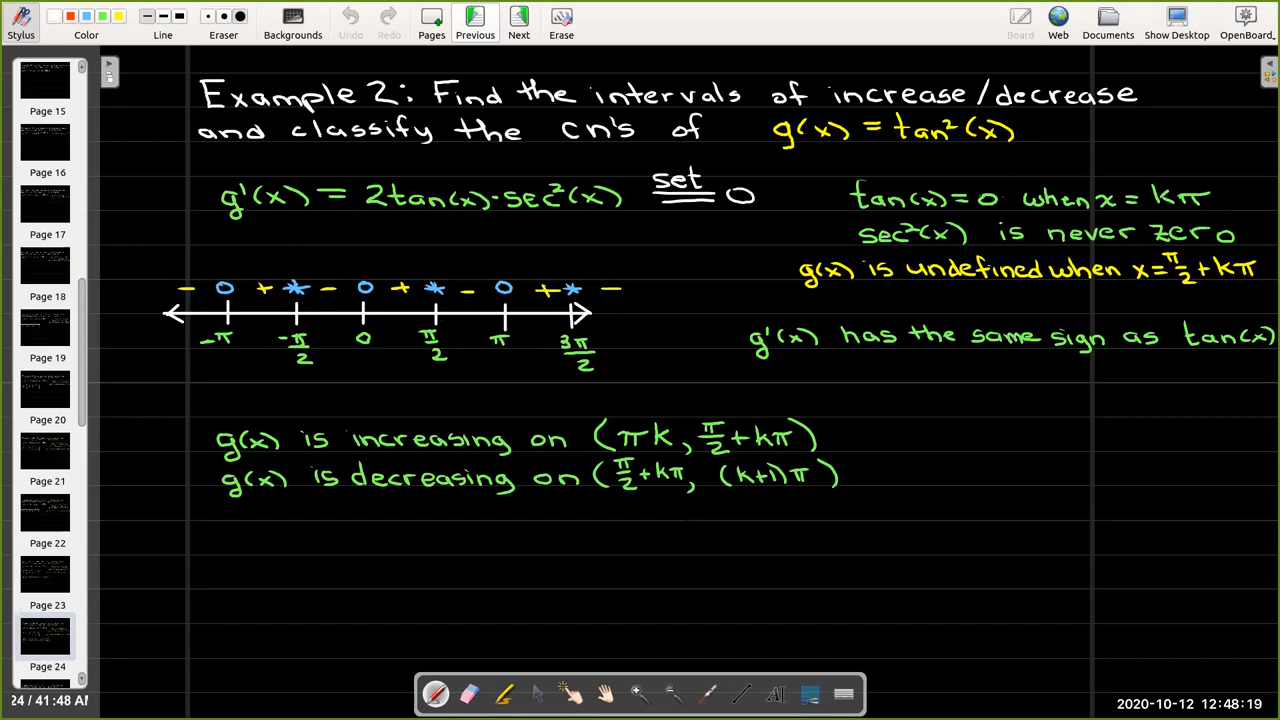 Stylus
Color
Line
Eraser
Backgrounds
Undo
Redo
Pages
Previous
Next
Erase
Board
Web
Documents
Show Desktop
OpenBoard
Page 15
Page 16
Page 17
Page 18
Page 19
Page 20
Page 21
Page 22
Page 23
Page 24
24 / 41:48 AM
Example 2: Find the intervals of increase/decrease
and classify the cn's of g(x) = tan²(x)
g'(x) = 2tan(x)·sec²(x) set = 0
tan(x)=0 when x = kπ
sec²(x) is never zero
g(x) is undefined when x=π/2+kπ
- 0 + * - 0 + * - 0 + * -
-π -π/2 0 π/2 π 3π/2
g'(x) has the same sign as tan(x)
g(x) is increasing on (πk, π/2+kπ)
g(x) is decreasing on (π/2+kπ, (k+1)π)
AI
2020-10-12 12:48:19